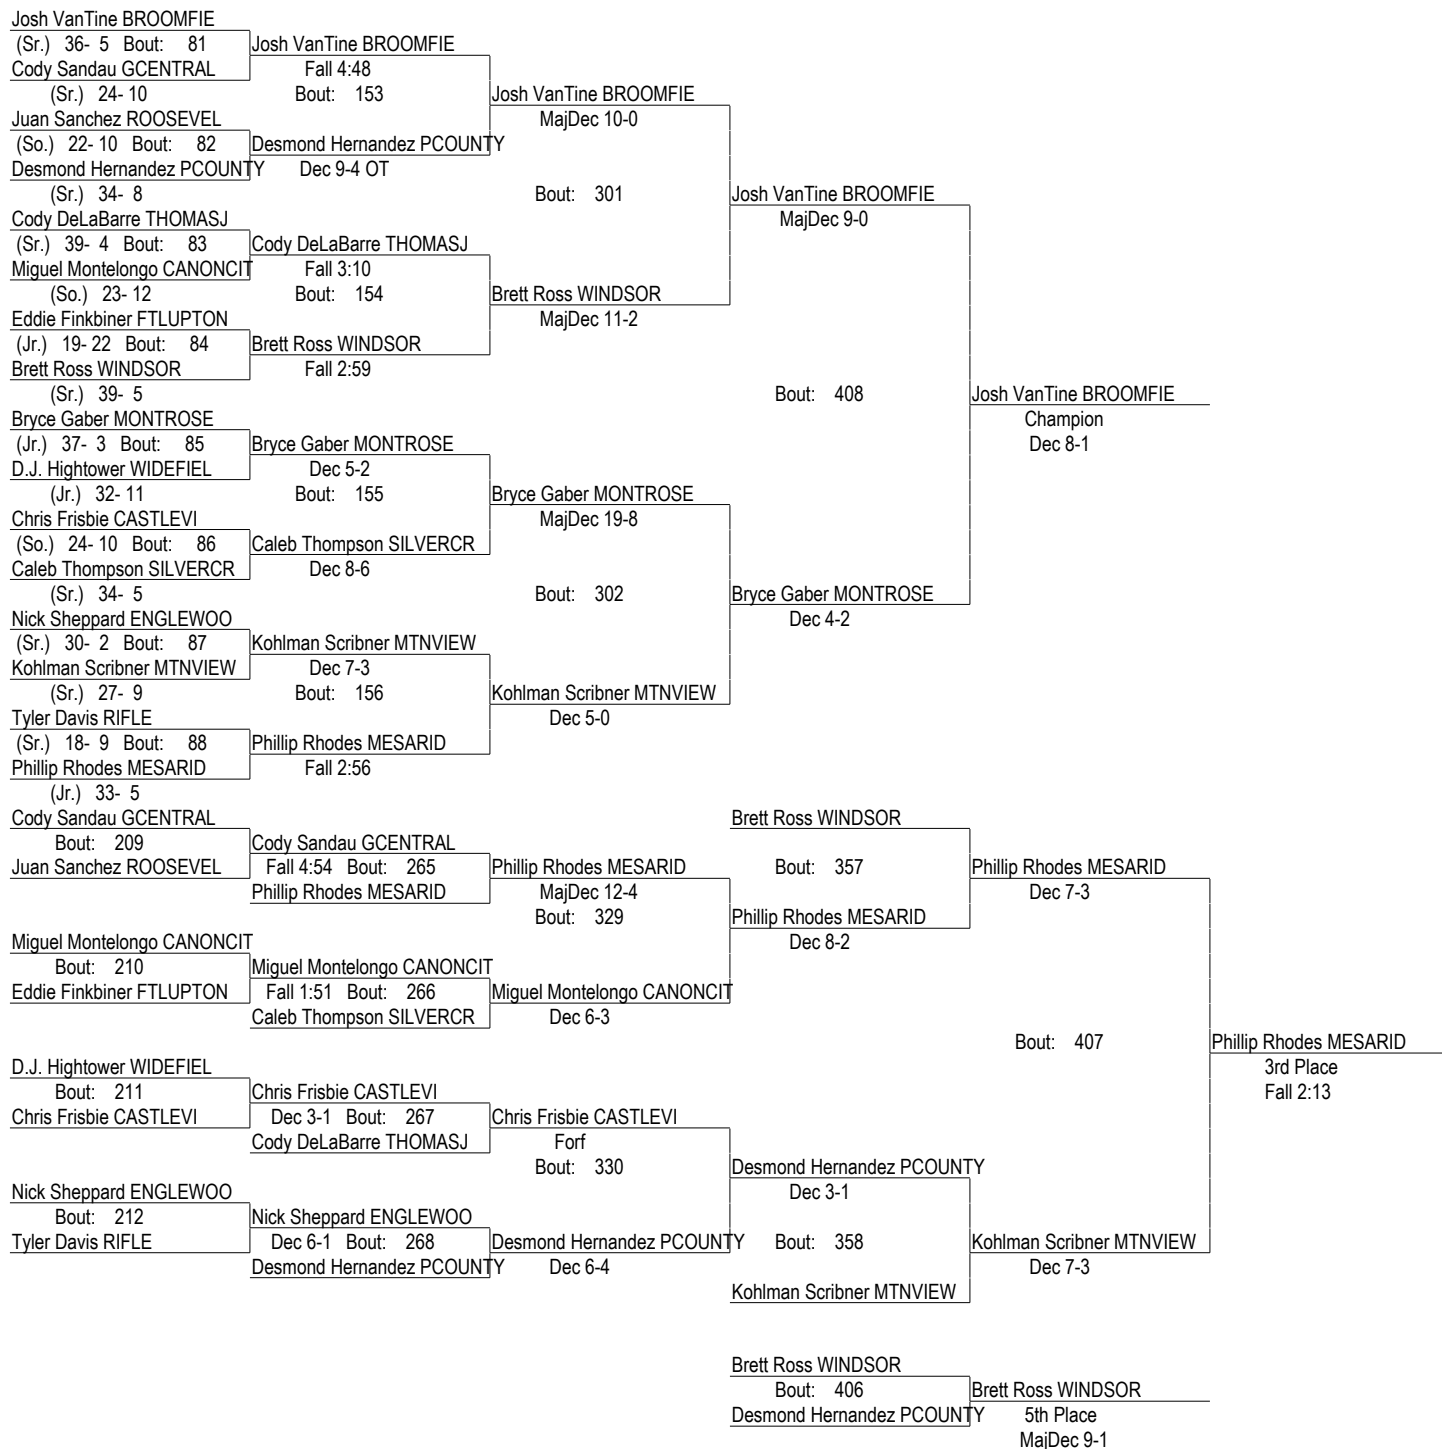 Josh VanTine BROOMFIE
(Sr.) 36- 5 Bout: 81 Josh VanTine BROOMFIE
Cody Sandau GCENTRAL Fall 4:48
(Sr.) 24- 10 Bout: 153 Josh VanTine BROOMFIE
Juan Sanchez ROOSEVEL MajDec 10-0
(So.) 22- 10 Bout: 82 Desmond Hernandez PCOUNTY
Desmond Hernandez PCOUNTY Dec 9-4 OT
(Sr.) 34- 8 Bout: 301 Josh VanTine BROOMFIE
Cody DeLaBarre THOMASJ MajDec 9-0
(Sr.) 39- 4 Bout: 83 Cody DeLaBarre THOMASJ
Miguel Montelongo CANONCIT Fall 3:10
(So.) 23- 12 Bout: 154 Brett Ross WINDSOR
Eddie Finkbiner FTLUPTON MajDec 11-2
(Jr.) 19- 22 Bout: 84 Brett Ross WINDSOR
Brett Ross WINDSOR Fall 2:59
(Sr.) 39- 5 Bout: 408 Josh VanTine BROOMFIE
Bryce Gaber MONTROSE Champion
(Jr.) 37- 3 Bout: 85 Bryce Gaber MONTROSE Dec 8-1
D.J. Hightower WIDEFIEL Dec 5-2
(Jr.) 32- 11 Bout: 155 Bryce Gaber MONTROSE
Chris Frisbie CASTLEVI MajDec 19-8
(So.) 24- 10 Bout: 86 Caleb Thompson SILVERCR
Caleb Thompson SILVERCR Dec 8-6
(Sr.) 34- 5 Bout: 302 Bryce Gaber MONTROSE
Nick Sheppard ENGLEWOO Dec 4-2
(Sr.) 30- 2 Bout: 87 Kohlman Scribner MTNVIEW
Kohlman Scribner MTNVIEW Dec 7-3
(Sr.) 27- 9 Bout: 156 Kohlman Scribner MTNVIEW
Tyler Davis RIFLE Dec 5-0
(Sr.) 18- 9 Bout: 88 Phillip Rhodes MESARID
Phillip Rhodes MESARID Fall 2:56
(Jr.) 33- 5
Cody Sandau GCENTRAL Brett Ross WINDSOR
Bout: 209 Cody Sandau GCENTRAL
Juan Sanchez ROOSEVEL Fall 4:54 Bout: 265 Phillip Rhodes MESARID Bout: 357 Phillip Rhodes MESARID
Phillip Rhodes MESARID MajDec 12-4 Dec 7-3
Bout: 329 Phillip Rhodes MESARID
Miguel Montelongo CANONCIT Dec 8-2
Bout: 210 Miguel Montelongo CANONCIT
Eddie Finkbiner FTLUPTON Fall 1:51 Bout: 266 Miguel Montelongo CANONCIT
Caleb Thompson SILVERCR Dec 6-3
Bout: 407 Phillip Rhodes MESARID
D.J. Hightower WIDEFIEL 3rd Place
Bout: 211 Chris Frisbie CASTLEVI Fall 2:13
Chris Frisbie CASTLEVI Dec 3-1 Bout: 267 Chris Frisbie CASTLEVI
Cody DeLaBarre THOMASJ Forf
Bout: 330 Desmond Hernandez PCOUNTY
Nick Sheppard ENGLEWOO Dec 3-1
Bout: 212 Nick Sheppard ENGLEWOO
Tyler Davis RIFLE Dec 6-1 Bout: 268 Desmond Hernandez PCOUNTY Bout: 358 Kohlman Scribner MTNVIEW
Desmond Hernandez PCOUNTY Dec 6-4 Dec 7-3
Kohlman Scribner MTNVIEW
Brett Ross WINDSOR
Bout: 406 Brett Ross WINDSOR
Desmond Hernandez PCOUNTY 5th Place
MajDec 9-1